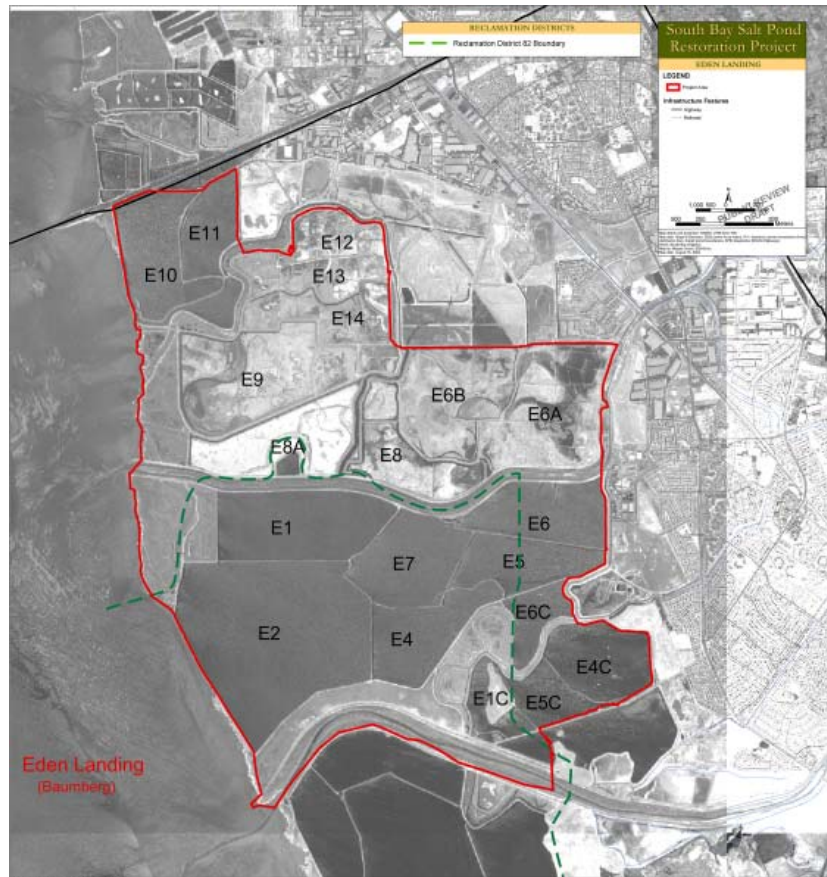 RECLAMATION DISTRICTS
Reclamation District 82 Boundary
South Bay Salt Pond
Restoration Project
EDEN LANDING
LEGEND
Project Area
Infrastructure Features
Highway
Railroad
N
Meters
PUBLIC REVIEW
DRAFT
E11
E12
E10
E13
E14
E9
E6B
E6A
E8A
E8
E1
E6
E7
E5
E2
E4
E6C
E4C
E1C
E5C
Eden Landing
(Baumberg)